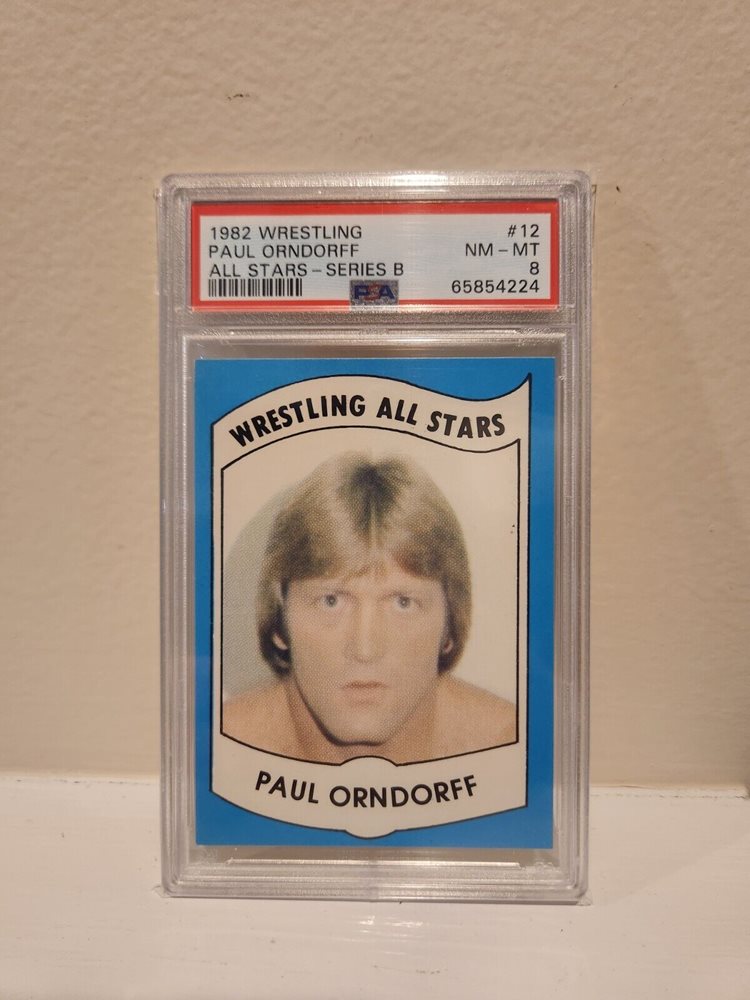 1982 WRESTLING #12
PAUL ORNDORFF NM - MT
ALL STARS - SERIES B 8
PSA 65854224
WRESTLING ALL STARS
PAUL ORNDORFF